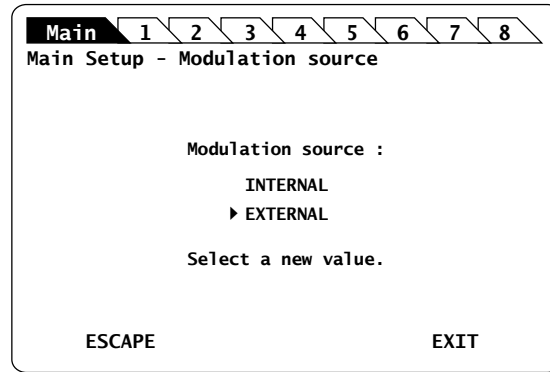 Main 1 2 3 4 5 6 7 8
Main Setup - Modulation source
Modulation source :
INTERNAL
EXTERNAL
Select a new value.
ESCAPE EXIT